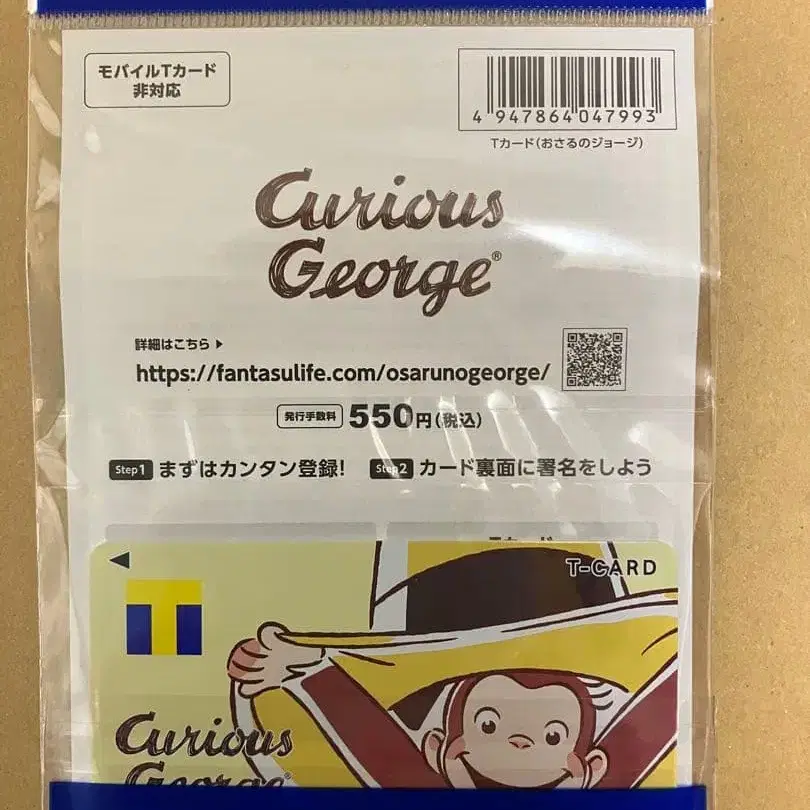 モバイルTカード
非対応
4 947864 047993
Tカード(おさるのジョージ)
Curious
George®
詳細はこちら▶
https://fantasulife.com/osarunogeorge/
発行手数料 550円(税込)
Step1 まずはカンタン登録! Step2 カード裏面に署名をしよう
T-CARD
T
Curious
George®